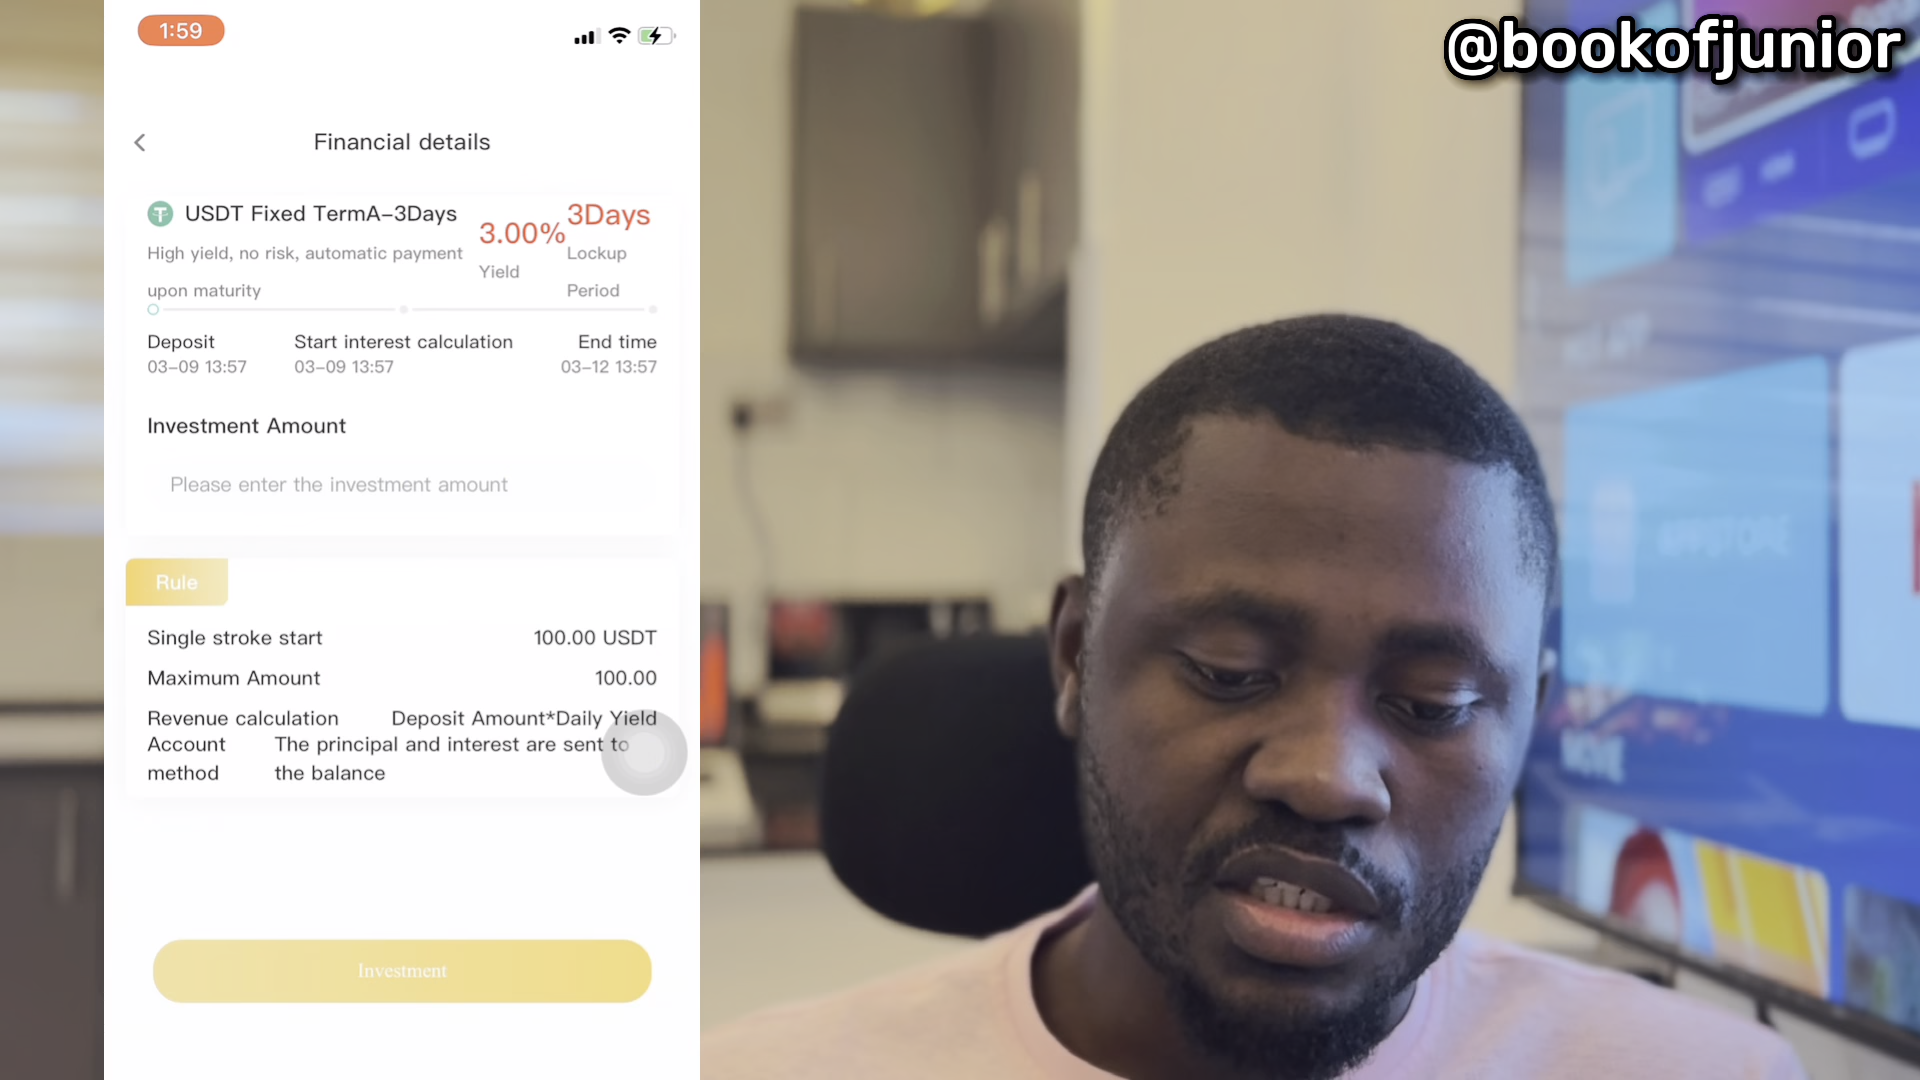 @bookofjunior
1:59
Financial details
USDT Fixed TermA-3Days
3.00%
3Days
High yield, no risk, automatic payment
upon maturity
Yield
Lockup
Period
Deposit
Start interest calculation
End time
03-09 13:57
03-09 13:57
03-12 13:57
Investment Amount
Please enter the investment amount
Rule
Single stroke start
100.00 USDT
Maximum Amount
100.00
Revenue calculation
Deposit Amount*Daily Yield
Account
method
The principal and interest are sent to
the balance
Investment
APPSTORE
MOVIE